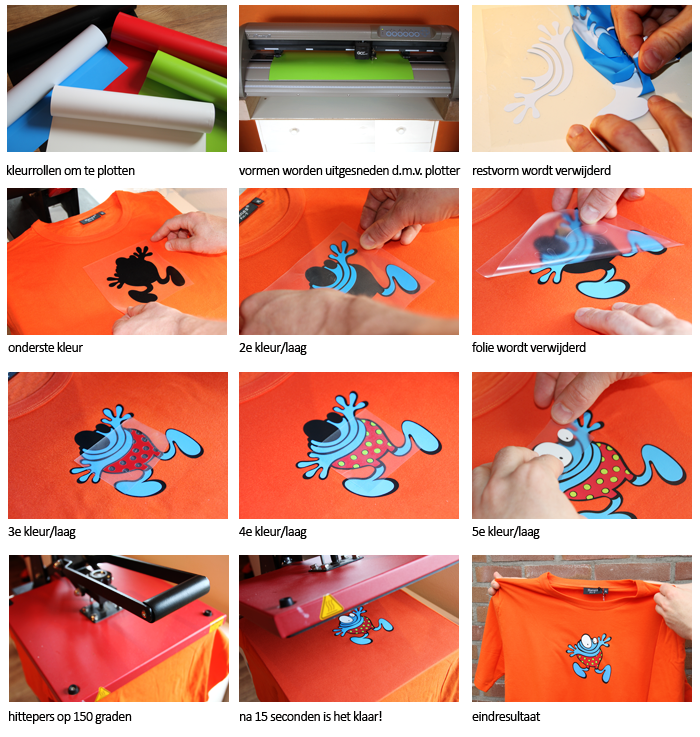 GCC
kleurrollen om te plotten
vormen worden uitgesneden d.m.v. plotter
restvorm wordt verwijderd
onderste kleur
2e kleur/laag
folie wordt verwijderd
3e kleur/laag
4e kleur/laag
5e kleur/laag
hittepers op 150 graden
na 15 seconden is het klaar!
eindresultaat